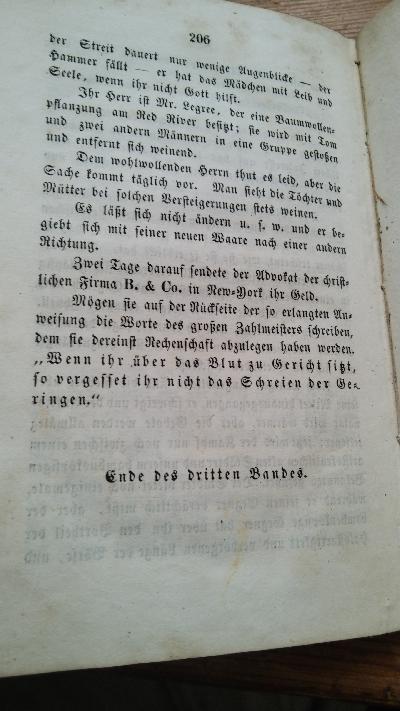 206
der Streit dauert nur wenige Augenblicke — der
Hammer fällt — er hat das Mädchen mit Leib und
Seele, wenn ihr nicht Gott hilft.
Ihr Herr ist Mr. Legree, der eine Baumwollen-
pflanzung am Red River besitzt; sie wird mit Tom
und zwei andern Männern in eine Gruppe gestoßen
und entfernt sich weinend.
Dem wohlwollenden Herrn thut es leid, aber die
Sache kommt täglich vor. Man sieht die Töchter und
Mütter bei solchen Versteigerungen stets weinen.
Es läßt sich nicht ändern u. s. w. und er be-
giebt sich mit seiner neuen Waare nach einer andern
Richtung.
Zwei Tage darauf sendete der Advokat der christ-
lichen Firma B. & Co. in New-York ihr Geld.
Mögen sie auf der Rückseite der so erlangten An-
weisung die Worte des großen Zahlmeisters schreiben,
dem sie dereinst Rechenschaft abzulegen haben werden.
„Wenn ihr über das Blut zu Gericht sitzt,
so vergesset ihr nicht das Schreien der Ge-
ringen.“
Ende des dritten Bandes.